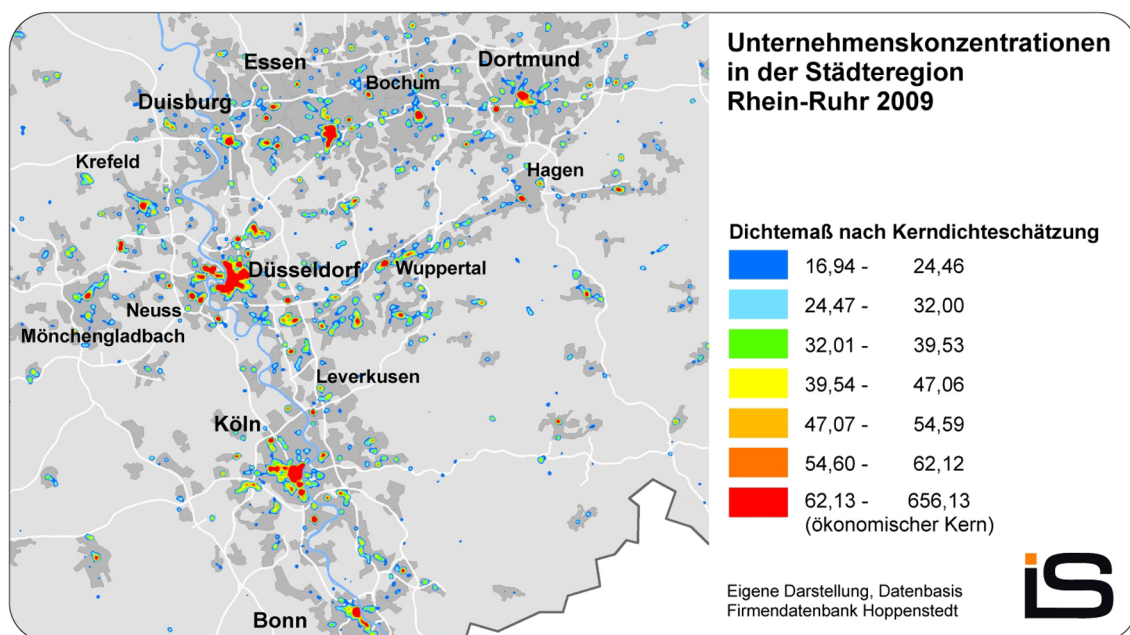 Unternehmenskonzentrationen
in der Städteregion
Rhein-Ruhr 2009
Essen
Dortmund
Bochum
Duisburg
Krefeld
Hagen
Düsseldorf
Wuppertal
Neuss
Mönchengladbach
Leverkusen
Köln
Bonn
Dichtemaß nach Kerndichteschätzung
16,94 - 24,46
24,47 - 32,00
32,01 - 39,53
39,54 - 47,06
47,07 - 54,59
54,60 - 62,12
62,13 - 656,13
(ökonomischer Kern)
Eigene Darstellung, Datenbasis
Firmendatenbank Hoppenstedt
iS